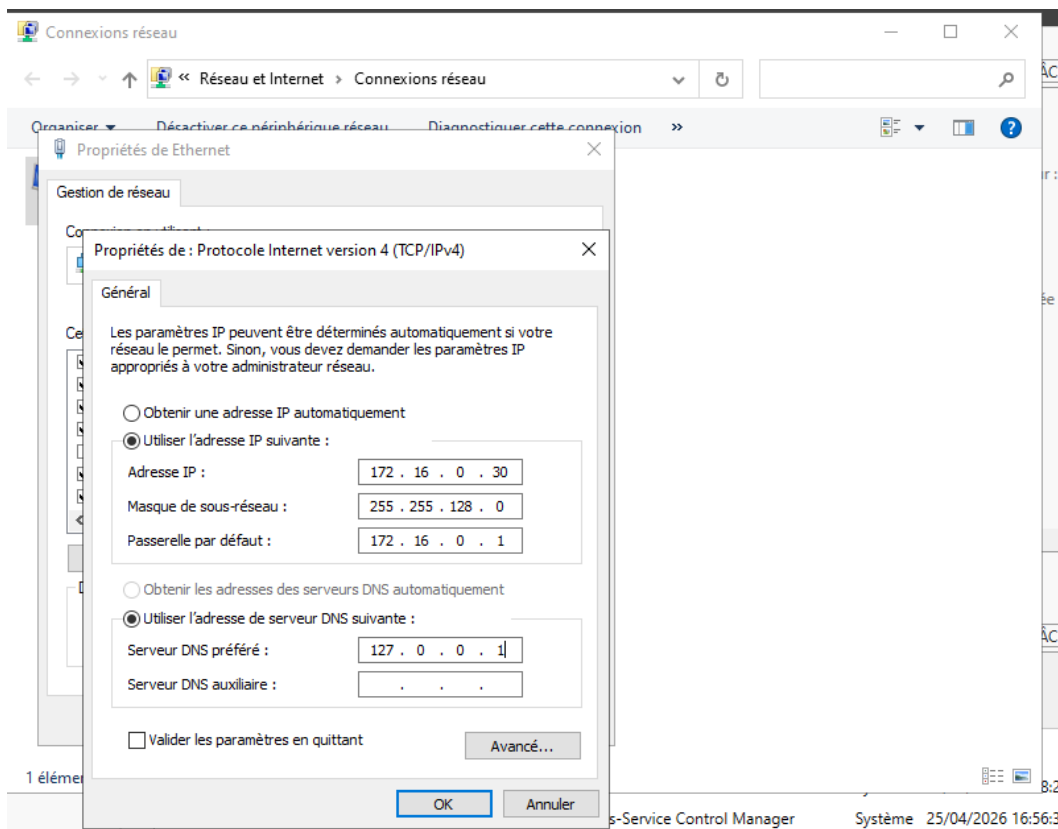 Connexions réseau
« Réseau et Internet › Connexions réseau
Organiser Désactiver ce périphérique réseau Diagnostiquer cette connexion »
Propriétés de Ethernet
Gestion de réseau
Propriétés de : Protocole Internet version 4 (TCP/IPv4)
Général
Les paramètres IP peuvent être déterminés automatiquement si votre
réseau le permet. Sinon, vous devez demander les paramètres IP
appropriés à votre administrateur réseau.
Obtenir une adresse IP automatiquement
Utiliser l'adresse IP suivante :
Adresse IP : 172 . 16 . 0 . 30
Masque de sous-réseau : 255 . 255 . 128 . 0
Passerelle par défaut : 172 . 16 . 0 . 1
Obtenir les adresses des serveurs DNS automatiquement
Utiliser l'adresse de serveur DNS suivante :
Serveur DNS préféré : 127 . 0 . 0 . 1
Serveur DNS auxiliaire : . . .
Valider les paramètres en quittant
Avancé...
OK Annuler
s-Service Control Manager Système 25/04/2026 16:56:3